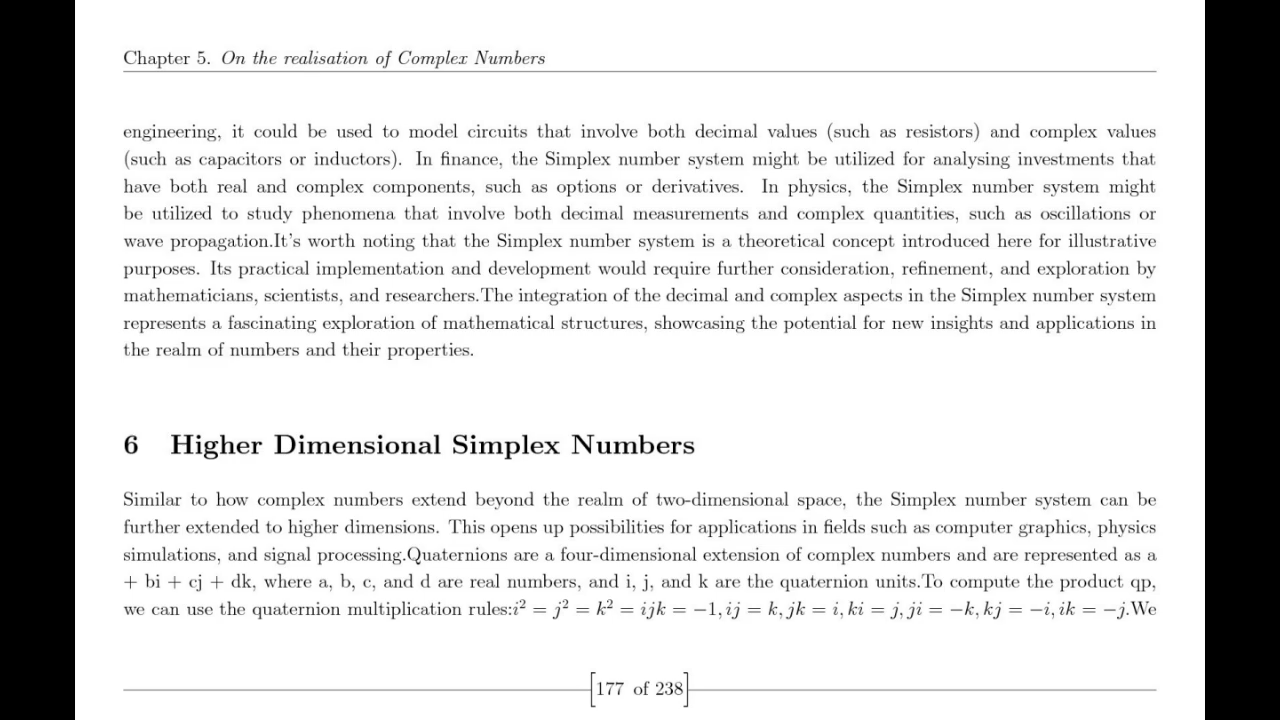 Chapter 5. On the realisation of Complex Numbers
engineering, it could be used to model circuits that involve both decimal values (such as resistors) and complex values
(such as capacitors or inductors). In finance, the Simplex number system might be utilized for analysing investments that
have both real and complex components, such as options or derivatives. In physics, the Simplex number system might
be utilized to study phenomena that involve both decimal measurements and complex quantities, such as oscillations or
wave propagation.It's worth noting that the Simplex number system is a theoretical concept introduced here for illustrative
purposes. Its practical implementation and development would require further consideration, refinement, and exploration by
mathematicians, scientists, and researchers.The integration of the decimal and complex aspects in the Simplex number system
represents a fascinating exploration of mathematical structures, showcasing the potential for new insights and applications in
the realm of numbers and their properties.
6 Higher Dimensional Simplex Numbers
Similar to how complex numbers extend beyond the realm of two-dimensional space, the Simplex number system can be
further extended to higher dimensions. This opens up possibilities for applications in fields such as computer graphics, physics
simulations, and signal processing.Quaternions are a four-dimensional extension of complex numbers and are represented as a
+ bi + cj + dk, where a, b, c, and d are real numbers, and i, j, and k are the quaternion units.To compute the product qp,
we can use the quaternion multiplication rules:i² = j² = k² = ijk = −1, ij = k, jk = i, ki = j, ji = −k, kj = −i, ik = −j.We
[177 of 238]